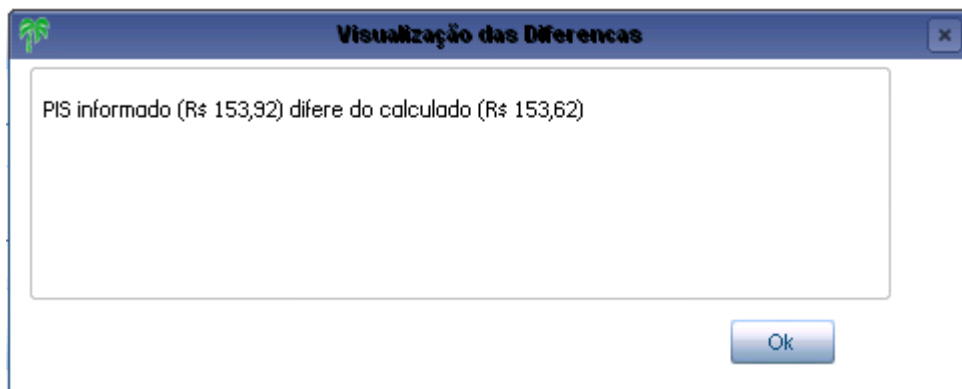 Visualização das Diferencas
PIS informado (R$ 153,92) difere do calculado (R$ 153,62)
Ok